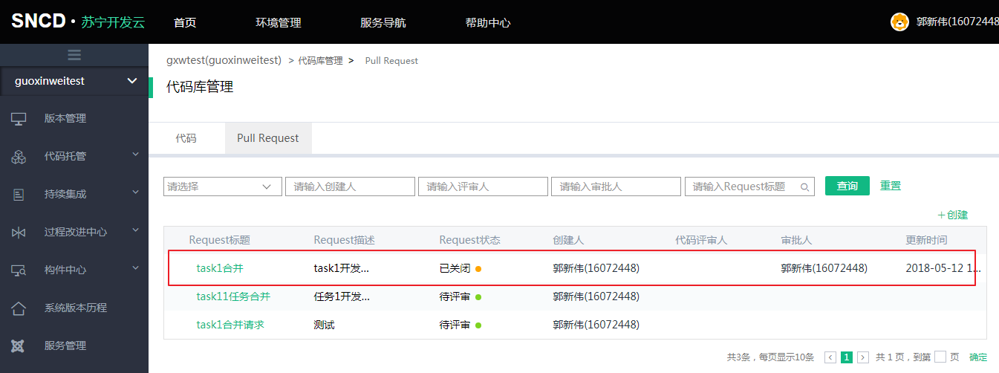 SNCD·苏宁开发云 首页 环境管理 服务导航 帮助中心 郭新伟(16072448
guoxinweitest
版本管理
代码托管
持续集成
过程改进中心
构件中心
系统版本历程
服务管理
gxwtest(guoxinweitest) > 代码库管理 > Pull Request
代码库管理
代码 Pull Request
请选择 请输入创建人 请输入评审人 请输入审批人 请输入Request标题 查询 重置
+创建
Request标题 Request描述 Request状态 创建人 代码评审人 审批人 更新时间
task1合并 task1开发... 已关闭 郭新伟(16072448) 郭新伟(16072448) 2018-05-12 1...
task11任务合并 任务1开发... 待评审 郭新伟(16072448)
task1合并请求 测试 待评审 郭新伟(16072448)
共3条，每页显示10条 < 1 > 共 1 页，到第 页 确定